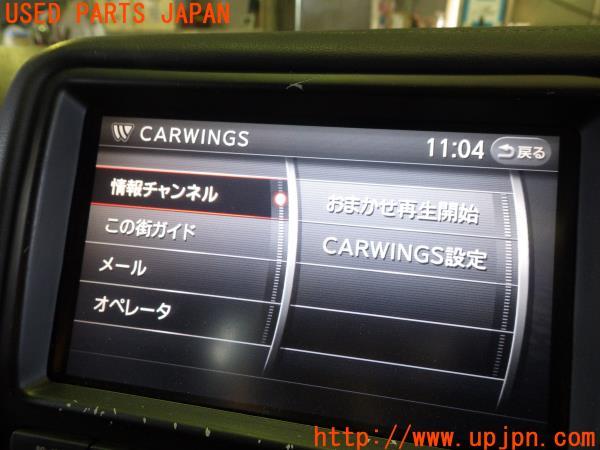 USED PARTS JAPAN
CARWINGS
11:04
戻る
情報チャンネル
この街ガイド
メール
オペレータ
おまかせ再生開始
CARWINGS設定
http://www.upjpn.com